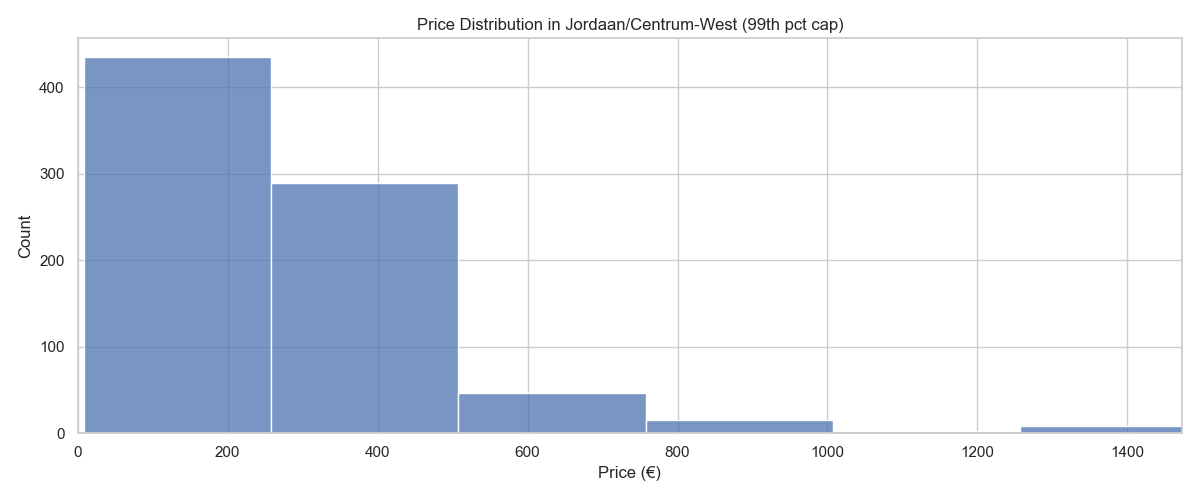 Price Distribution in Jordaan/Centrum-West (99th pct cap)
Count
400
300
200
100
0
0 200 400 600 800 1000 1200 1400
Price (€)